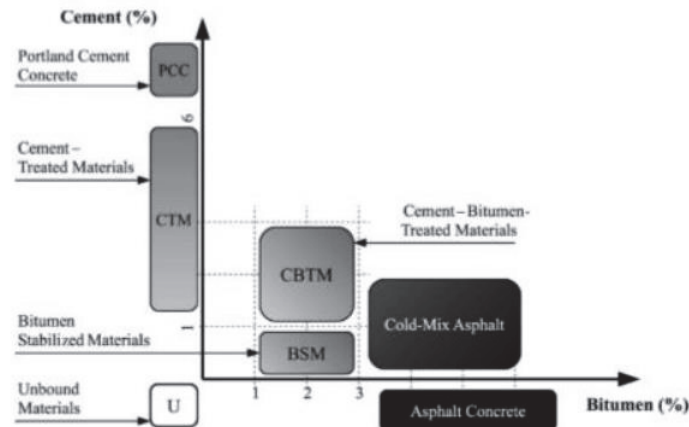 Cement (%)
Portland Cement
Concrete
PCC
6
Cement–
Treated Materials
CTM
Cement–Bitumen-
Treated Materials
CBTM
Cold-Mix Asphalt
Bitumen
Stabilized Materials
1
BSM
Unbound
Materials
U
1
2
3
Asphalt Concrete
Bitumen (%)